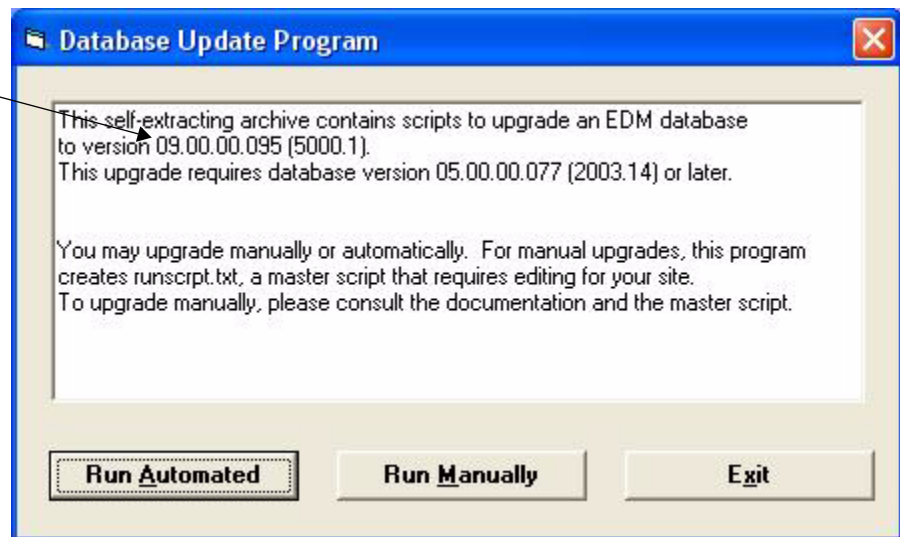 Database Update Program
This self-extracting archive contains scripts to upgrade an EDM database
to version 09.00.00.095 (5000.1).
This upgrade requires database version 05.00.00.077 (2003.14) or later.
You may upgrade manually or automatically.  For manual upgrades, this program
creates runscrpt.txt, a master script that requires editing for your site.
To upgrade manually, please consult the documentation and the master script.
Run Automated Run Manually Exit